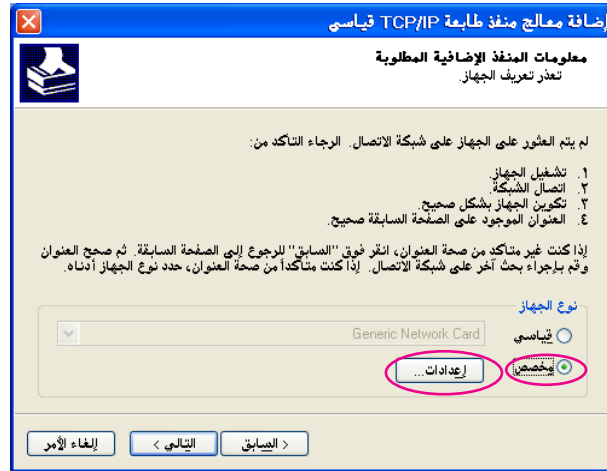 إضافة معالج منفذ طابعة TCP/IP قياسي
معلومات المنفذ الإضافية المطلوبة
تعذر تعريف الجهاز.
لم يتم العثور على الجهاز على شبكة الاتصال. الرجاء التأكد من:
١. تشغيل الجهاز.
٢. اتصال الشبكة.
٣. تكوين الجهاز بشكل صحيح.
٤. العنوان الموجود على الصفحة السابقة صحيح.
إذا كنت غير متأكد من صحة العنوان، انقر فوق "السابق" للرجوع إلى الصفحة السابقة. ثم صحح العنوان
وقم بإجراء بحث آخر على شبكة الاتصال. إذا كنت متأكداً من صحة العنوان، حدد نوع الجهاز أدناه.
نوع الجهاز
قياسي Generic Network Card
مخصص إعدادات...
< السابق التالي > إلغاء الأمر